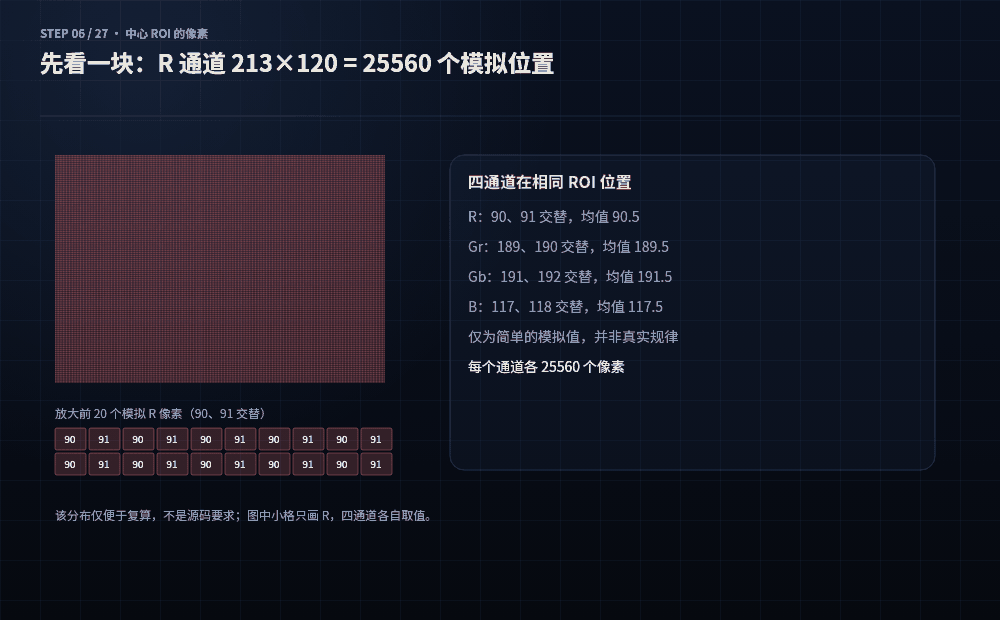 STEP 06 / 27 · 中心 ROI 的像素
先看一块：R 通道 213×120 = 25560 个模拟位置
四通道在相同 ROI 位置
R：90、91 交替，均值 90.5
Gr：189、190 交替，均值 189.5
Gb：191、192 交替，均值 191.5
B：117、118 交替，均值 117.5
仅为简单的模拟值，并非真实规律
每个通道各 25560 个像素
放大前 20 个模拟 R 像素（90、91 交替）
90 91 90 91 90 91 90 91 90 91
90 91 90 91 90 91 90 91 90 91
该分布仅便于复算，不是源码要求；图中小格只画 R，四通道各自取值。